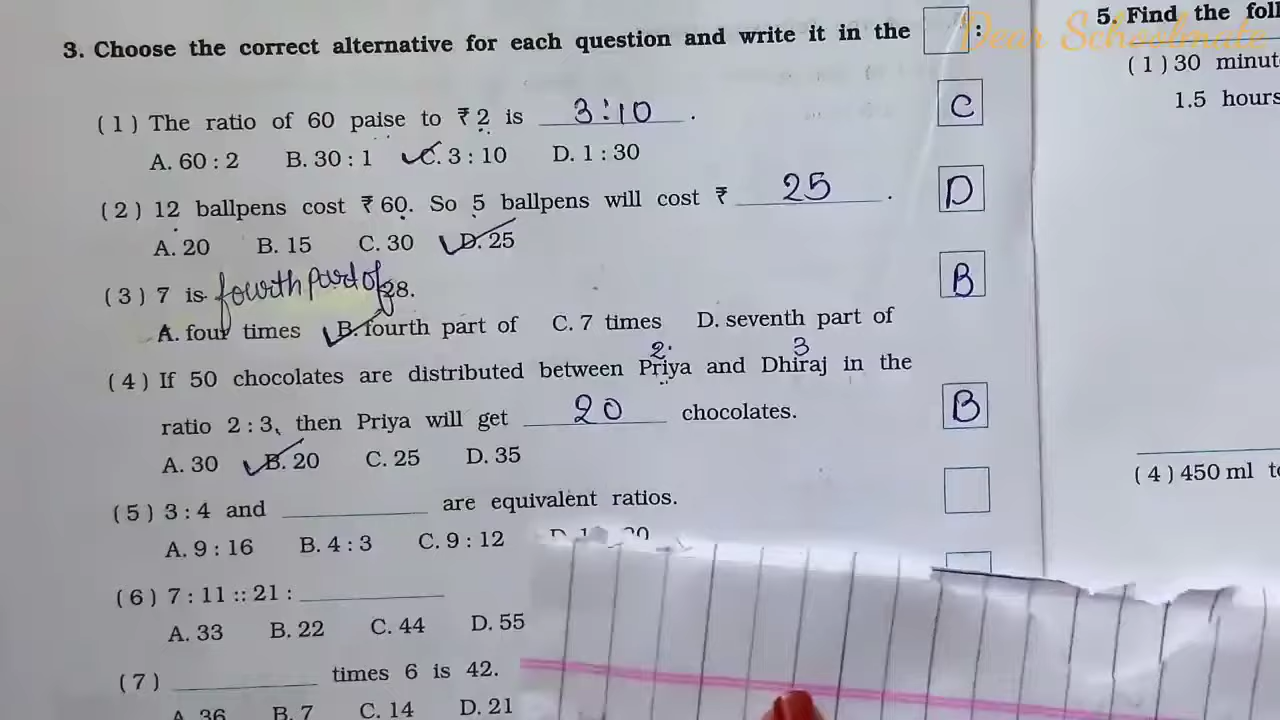 Dear Schoolmate
3. Choose the correct alternative for each question and write it in the :
(1) The ratio of 60 paise to ₹ 2 is 3:10 .
C
A. 60 : 2 B. 30 : 1 C. 3 : 10 D. 1 : 30
(2) 12 ballpens cost ₹ 60. So 5 ballpens will cost ₹ 25 .
D
A. 20 B. 15 C. 30 D. 25
(3) 7 is fourth part of 28.
B
A. four times B. fourth part of C. 7 times D. seventh part of
2 3
(4) If 50 chocolates are distributed between Priya and Dhiraj in the
ratio 2 : 3, then Priya will get 20 chocolates.
B
A. 30 B. 20 C. 25 D. 35
(5) 3 : 4 and ________ are equivalent ratios.
A. 9 : 16 B. 4 : 3 C. 9 : 12
(6) 7 : 11 :: 21 : ________
A. 33 B. 22 C. 44 D. 55
(7) ________ times 6 is 42.
A. 36 B. 7 C. 14 D. 21
5. Find the
(1) 30
1.5 hours
(4) 450 ml